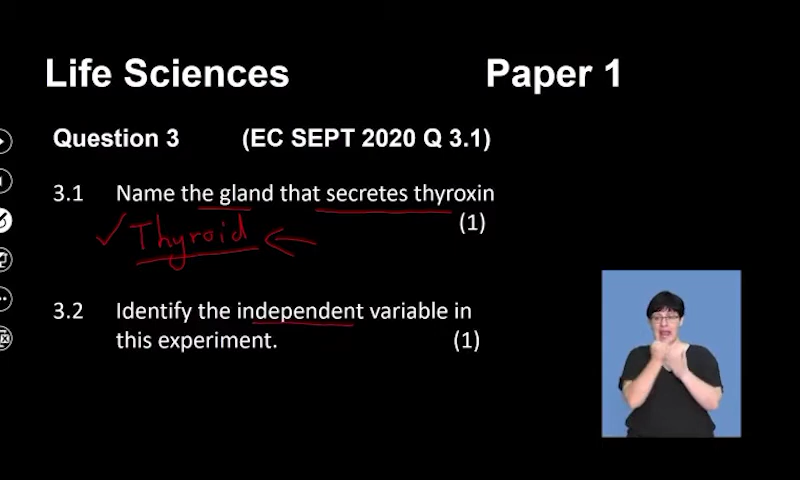 Life Sciences Paper 1
Question 3 (EC SEPT 2020 Q 3.1)
3.1 Name the gland that secretes thyroxin
(1)
✓ Thyroid ←
3.2 Identify the independent variable in
this experiment. (1)